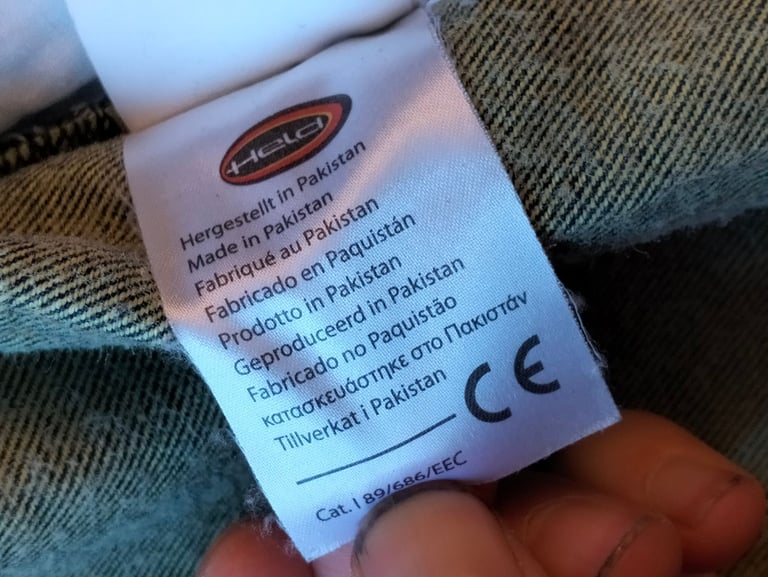 Held
Hergestellt in Pakistan
Made in Pakistan
Fabriqué au Pakistan
Fabricado en Paquistán
Prodotto in Pakistan
Geproduceerd in Pakistan
Fabricado no Paquistão
κατασκευάστηκε στο Πακιστάν
Tillverkat i Pakistan
CE
Cat. I 89/686/EEC